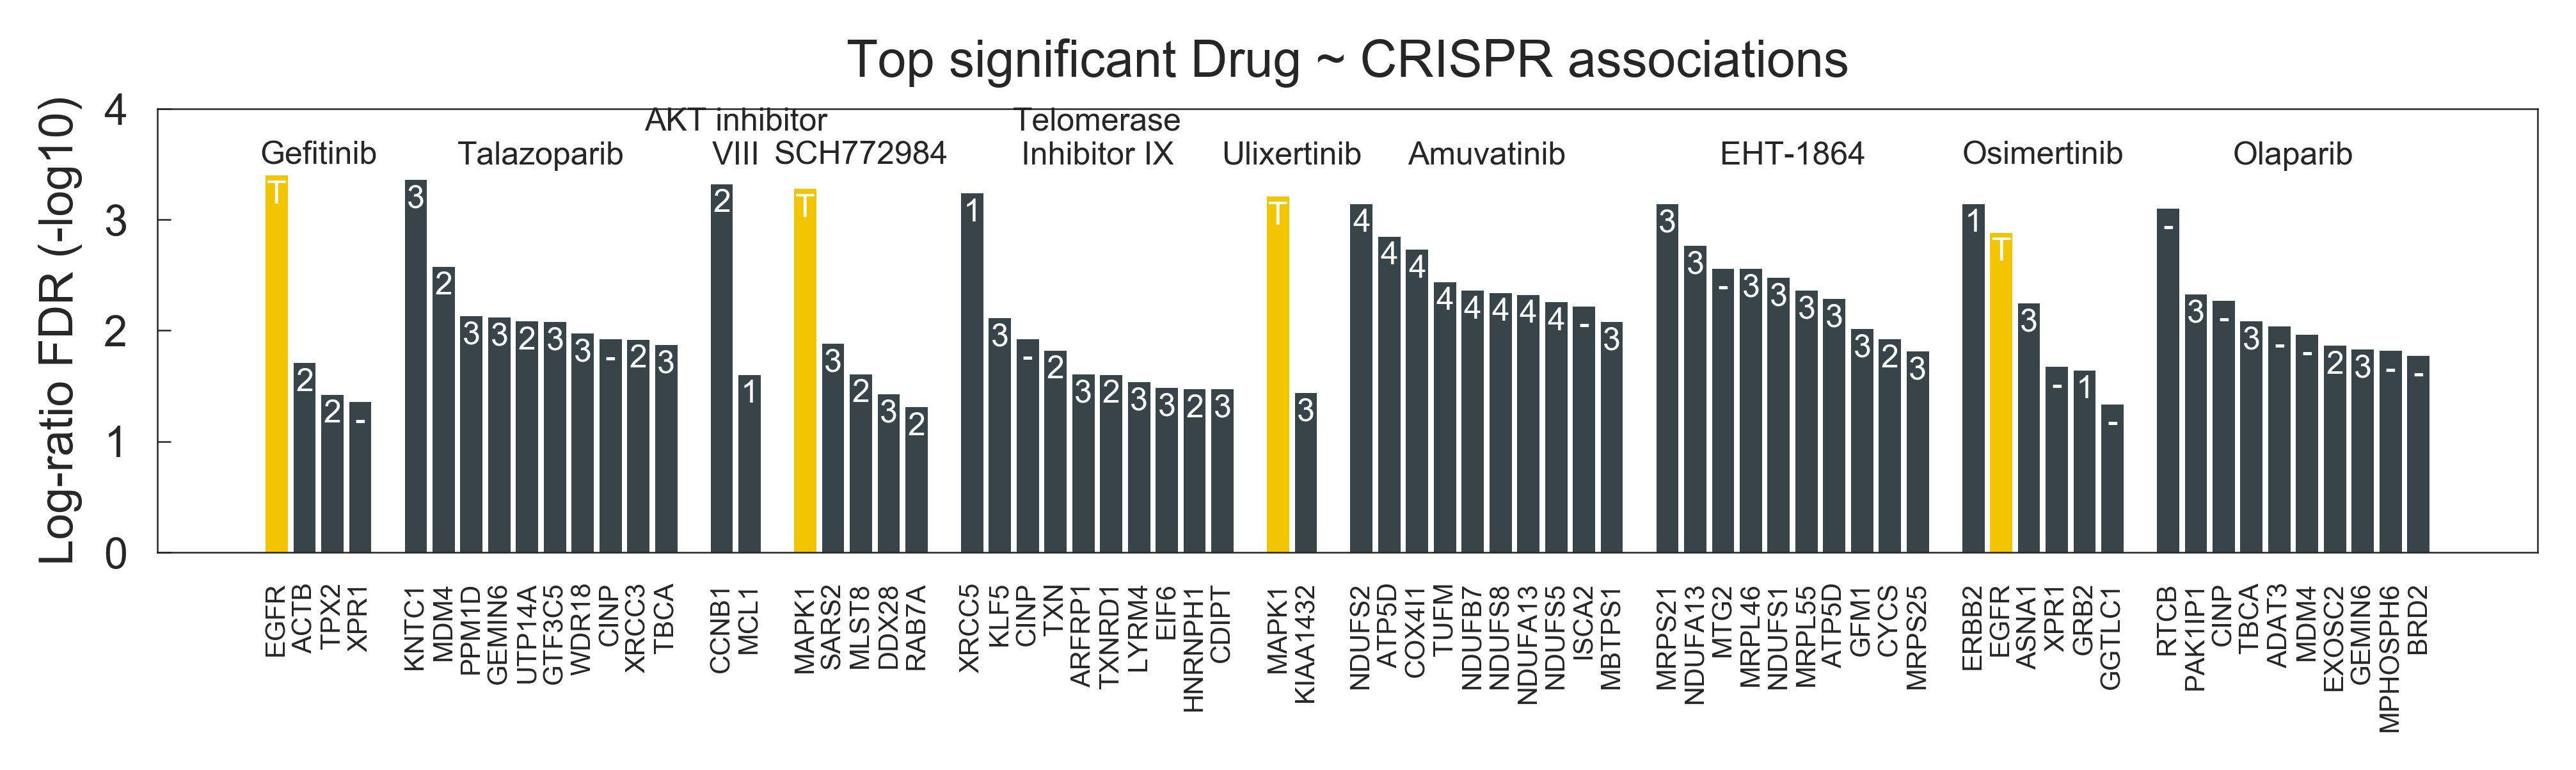 Top significant Drug ~ CRISPR associations
Log-ratio FDR (-log10)
4
3
2
1
0
Gefitinib
Talazoparib
AKT inhibitor
VIII
SCH772984
Telomerase
Inhibitor IX
Ulixertinib
Amuvatinib
EHT-1864
Osimertinib
Olaparib
T 2 2 -
3 2 3 3 2 3 3 - 2 3
2 1
T 3 2 3 2
1 3 - 2 3 2 3 3 2 3
T 3
4 4 4 4 4 4 4 4 - 3
3 3 - 3 3 3 3 3 2 3
1 T 3 - 1 -
- 3 - 3 - - 2 3 - -
EGFR
ACTB
TPX2
XPR1
KNTC1
MDM4
PPM1D
GEMIN6
UTP14A
GTF3C5
WDR18
CINP
XRCC3
TBCA
CCNB1
MCL1
MAPK1
SARS2
MLST8
DDX28
RAB7A
XRCC5
KLF5
CINP
TXN
ARFRP1
TXNRD1
LYRM4
EIF6
HNRNPH1
CDIPT
MAPK1
KIAA1432
NDUFS2
ATP5D
COX4I1
TUFM
NDUFB7
NDUFS8
NDUFA13
NDUFS5
ISCA2
MBTPS1
MRPS21
NDUFA13
MTG2
MRPL46
NDUFS1
MRPL55
ATP5D
GFM1
CYCS
MRPS25
ERBB2
EGFR
ASNA1
XPR1
GRB2
GGTLC1
RTCB
PAK1IP1
CINP
TBCA
ADAT3
MDM4
EXOSC2
GEMIN6
MPHOSPH6
BRD2